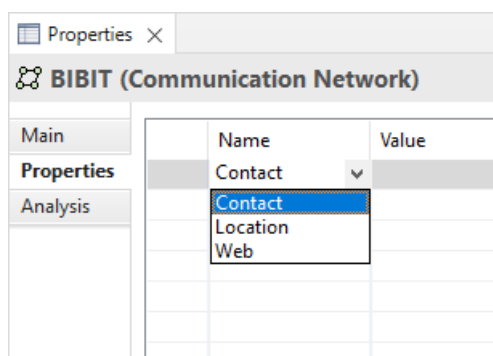 Properties
BIBIT (Communication Network)
Main
Properties
Analysis
Name Value
Contact
Contact
Location
Web